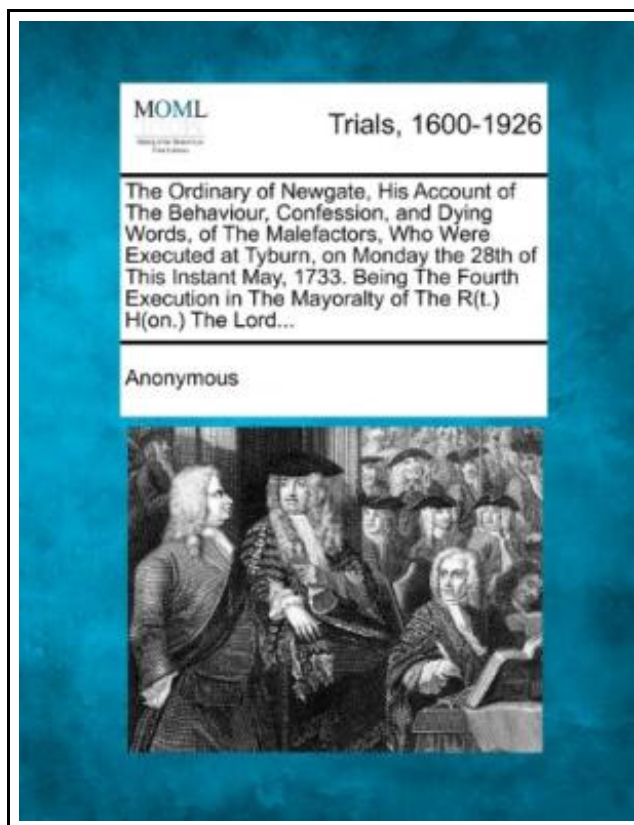 MOML
Trials, 1600-1926
The Ordinary of Newgate, His Account of
The Behaviour, Confession, and Dying
Words, of The Malefactors, Who Were
Executed at Tyburn, on Monday the 28th of
This Instant May, 1733. Being The Fourth
Execution in The Mayoralty of The R(t.)
H(on.) The Lord...
Anonymous